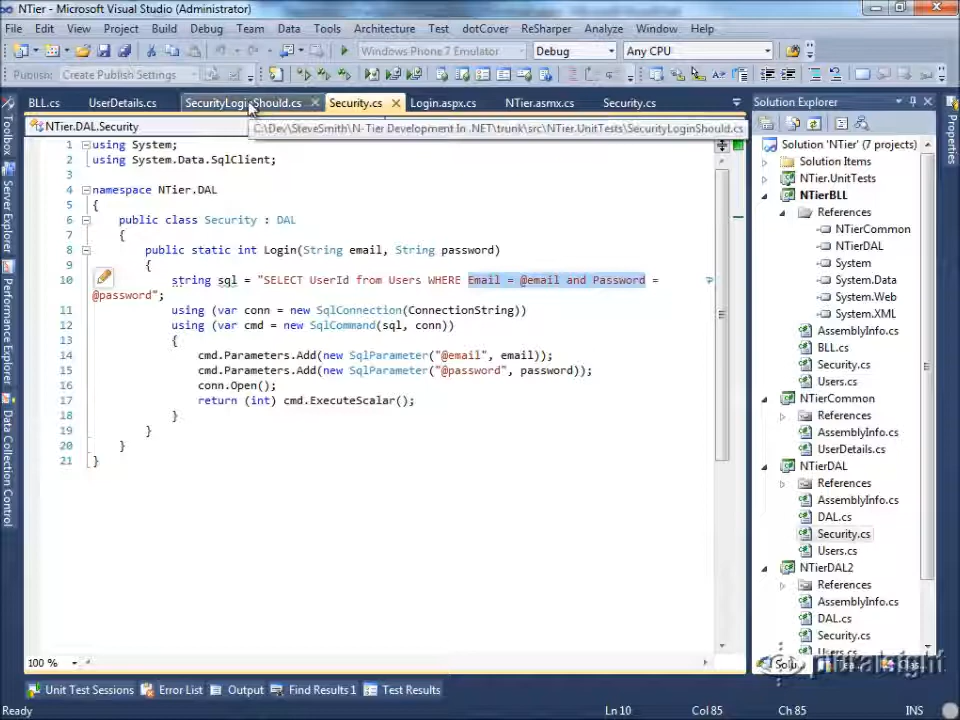 NTier - Microsoft Visual Studio (Administrator)
File Edit View Project Build Debug Team Data Tools Architecture Test dotCover ReSharper Analyze Window Help
Windows Phone 7 Emulator Debug Any CPU
Publish: Create Publish Settings
BLL.cs UserDetails.cs SecurityLoginShould.cs Security.cs Login.aspx.cs NTier.asmx.cs Security.cs
NTier.DAL.Security
C:\Dev\SteveSmith\N-Tier Development In .NET\trunk\src\NTier.UnitTests\SecurityLoginShould.cs
1 using System;
2 using System.Data.SqlClient;
3
4 namespace NTier.DAL
5 {
6 public class Security : DAL
7 {
8 public static int Login(String email, String password)
9 {
10 string sql = "SELECT UserId from Users WHERE Email = @email and Password =
@password";
11 using (var conn = new SqlConnection(ConnectionString))
12 using (var cmd = new SqlCommand(sql, conn))
13 {
14 cmd.Parameters.Add(new SqlParameter("@email", email));
15 cmd.Parameters.Add(new SqlParameter("@password", password));
16 conn.Open();
17 return (int) cmd.ExecuteScalar();
18 }
19 }
20 }
21 }
100 %
Toolbox
Server Explorer
Performance Explorer
Data Collection Control
Solution Explorer
Solution 'NTier' (7 projects)
Solution Items
NTier.UnitTests
NTierBLL
References
NTierCommon
NTierDAL
System
System.Data
System.Web
System.XML
AssemblyInfo.cs
BLL.cs
Security.cs
Users.cs
NTierCommon
References
AssemblyInfo.cs
UserDetails.cs
NTierDAL
References
AssemblyInfo.cs
DAL.cs
Security.cs
Users.cs
NTierDAL2
References
AssemblyInfo.cs
DAL.cs
Security.cs
Users.cs
Properties
pluralsight
Unit Test Sessions Error List Output Find Results 1 Test Results
Ready Ln 10 Col 85 Ch 85 INS